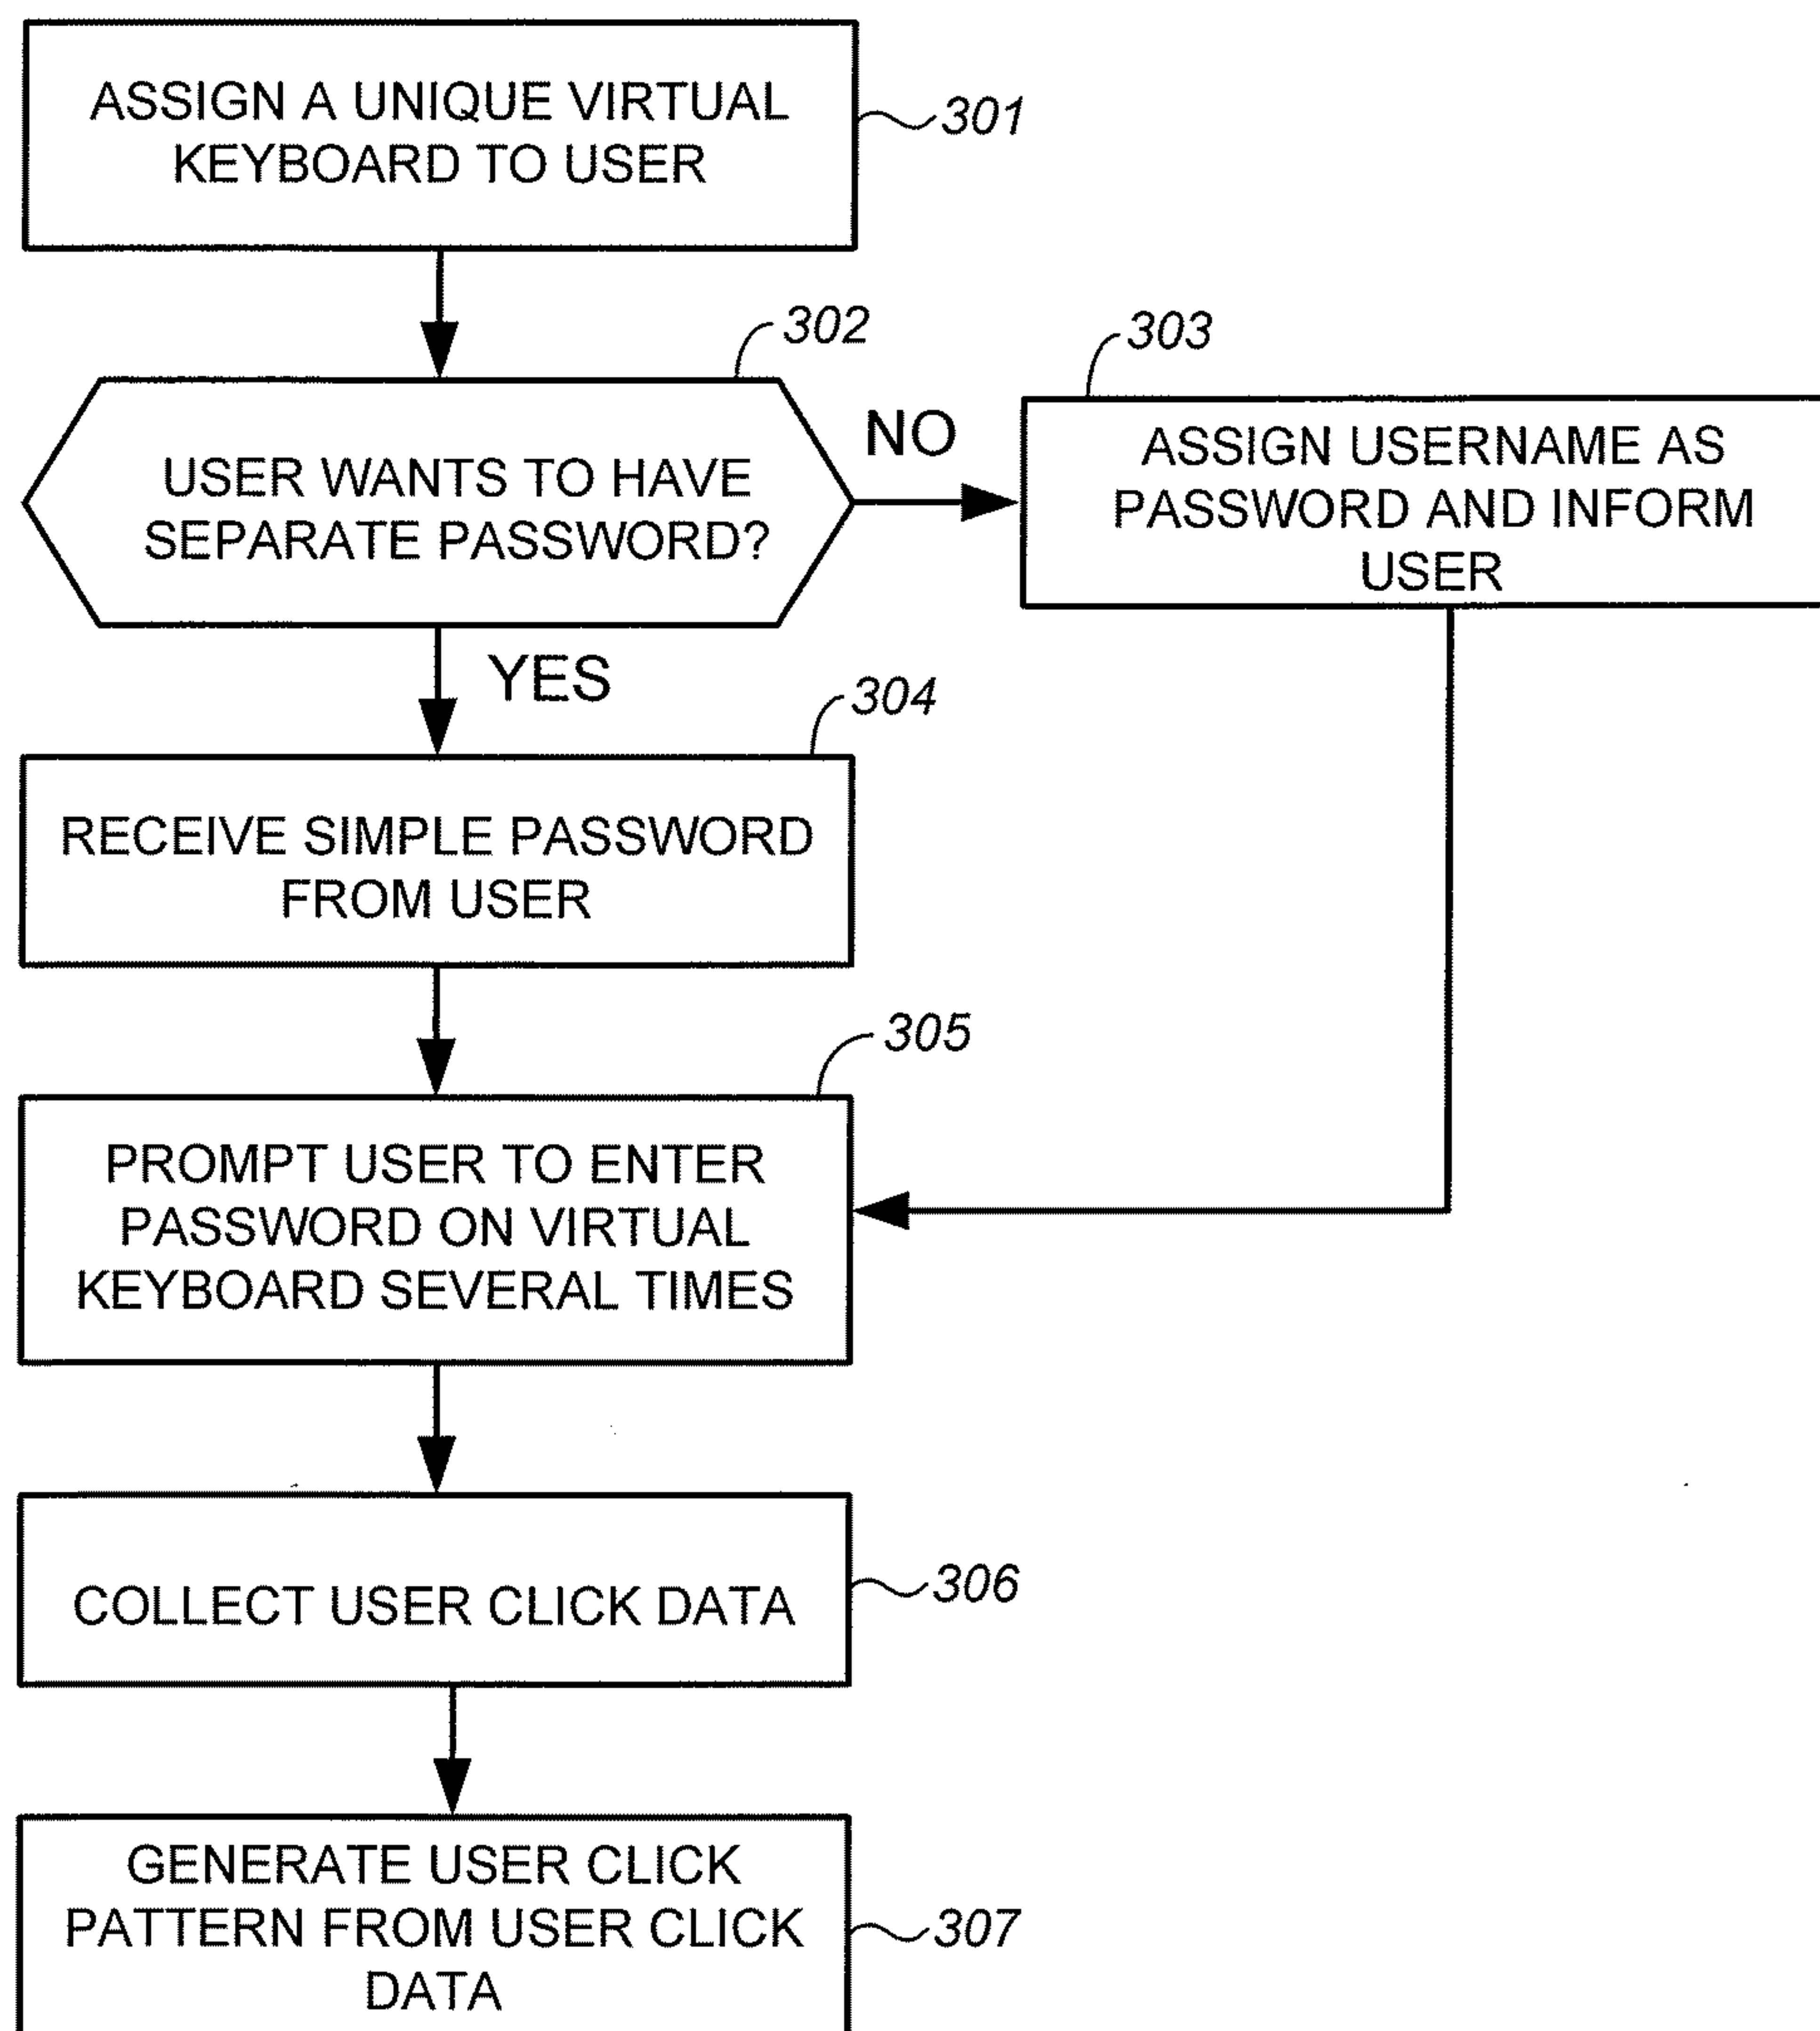 ASSIGN A UNIQUE VIRTUAL
KEYBOARD TO USER
301
302
USER WANTS TO HAVE
SEPARATE PASSWORD?
NO
303
ASSIGN USERNAME AS
PASSWORD AND INFORM
USER
YES
304
RECEIVE SIMPLE PASSWORD
FROM USER
305
PROMPT USER TO ENTER
PASSWORD ON VIRTUAL
KEYBOARD SEVERAL TIMES
COLLECT USER CLICK DATA
306
GENERATE USER CLICK
PATTERN FROM USER CLICK
DATA
307